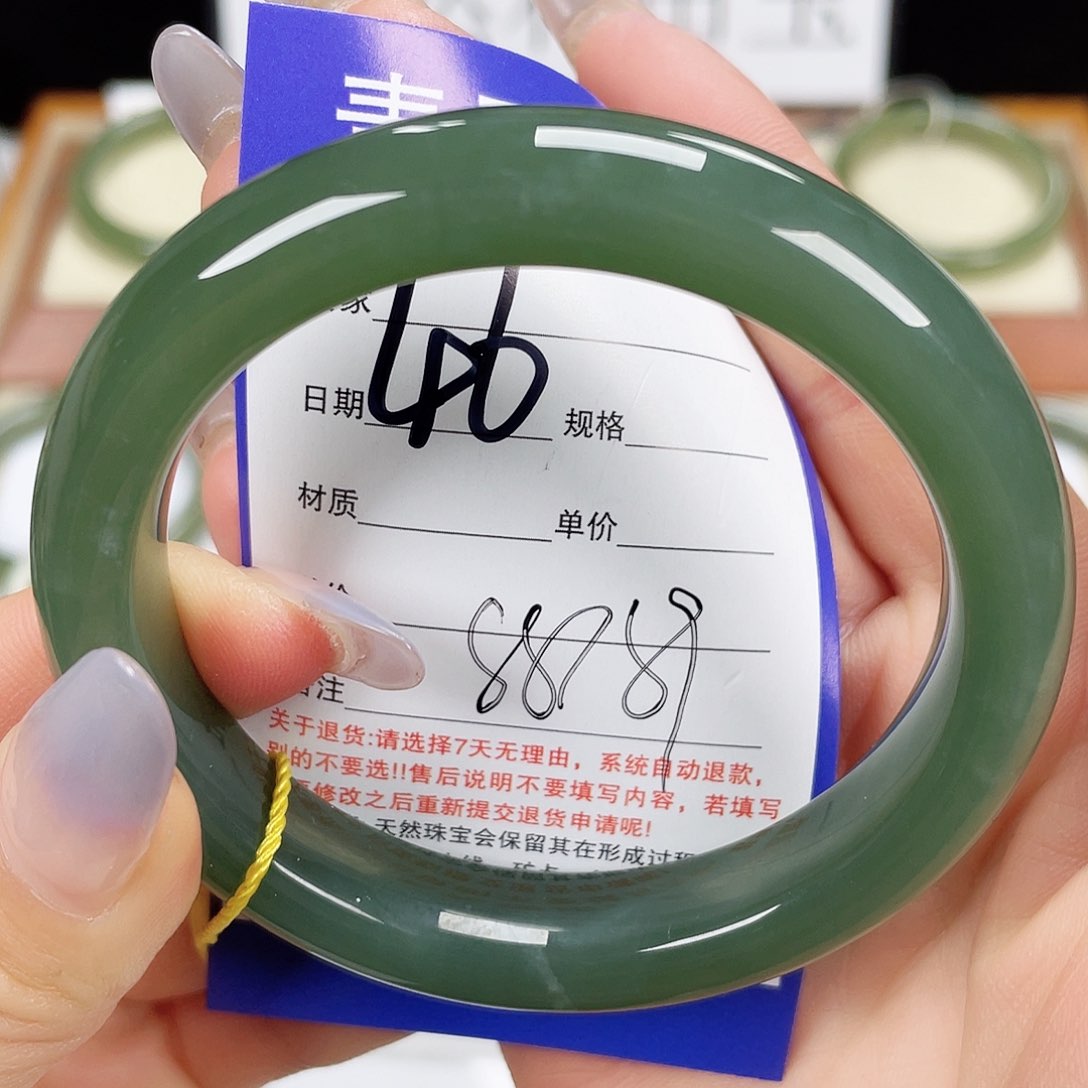 家
46
日期 规格
材质 单价
8889
注
关于退货:请选择7天无理由，系统自动退款，
别的不要选!!售后说明不要填写内容，若填写
修改之后重新提交退货申请呢!
天然珠宝会保留其在形成过程